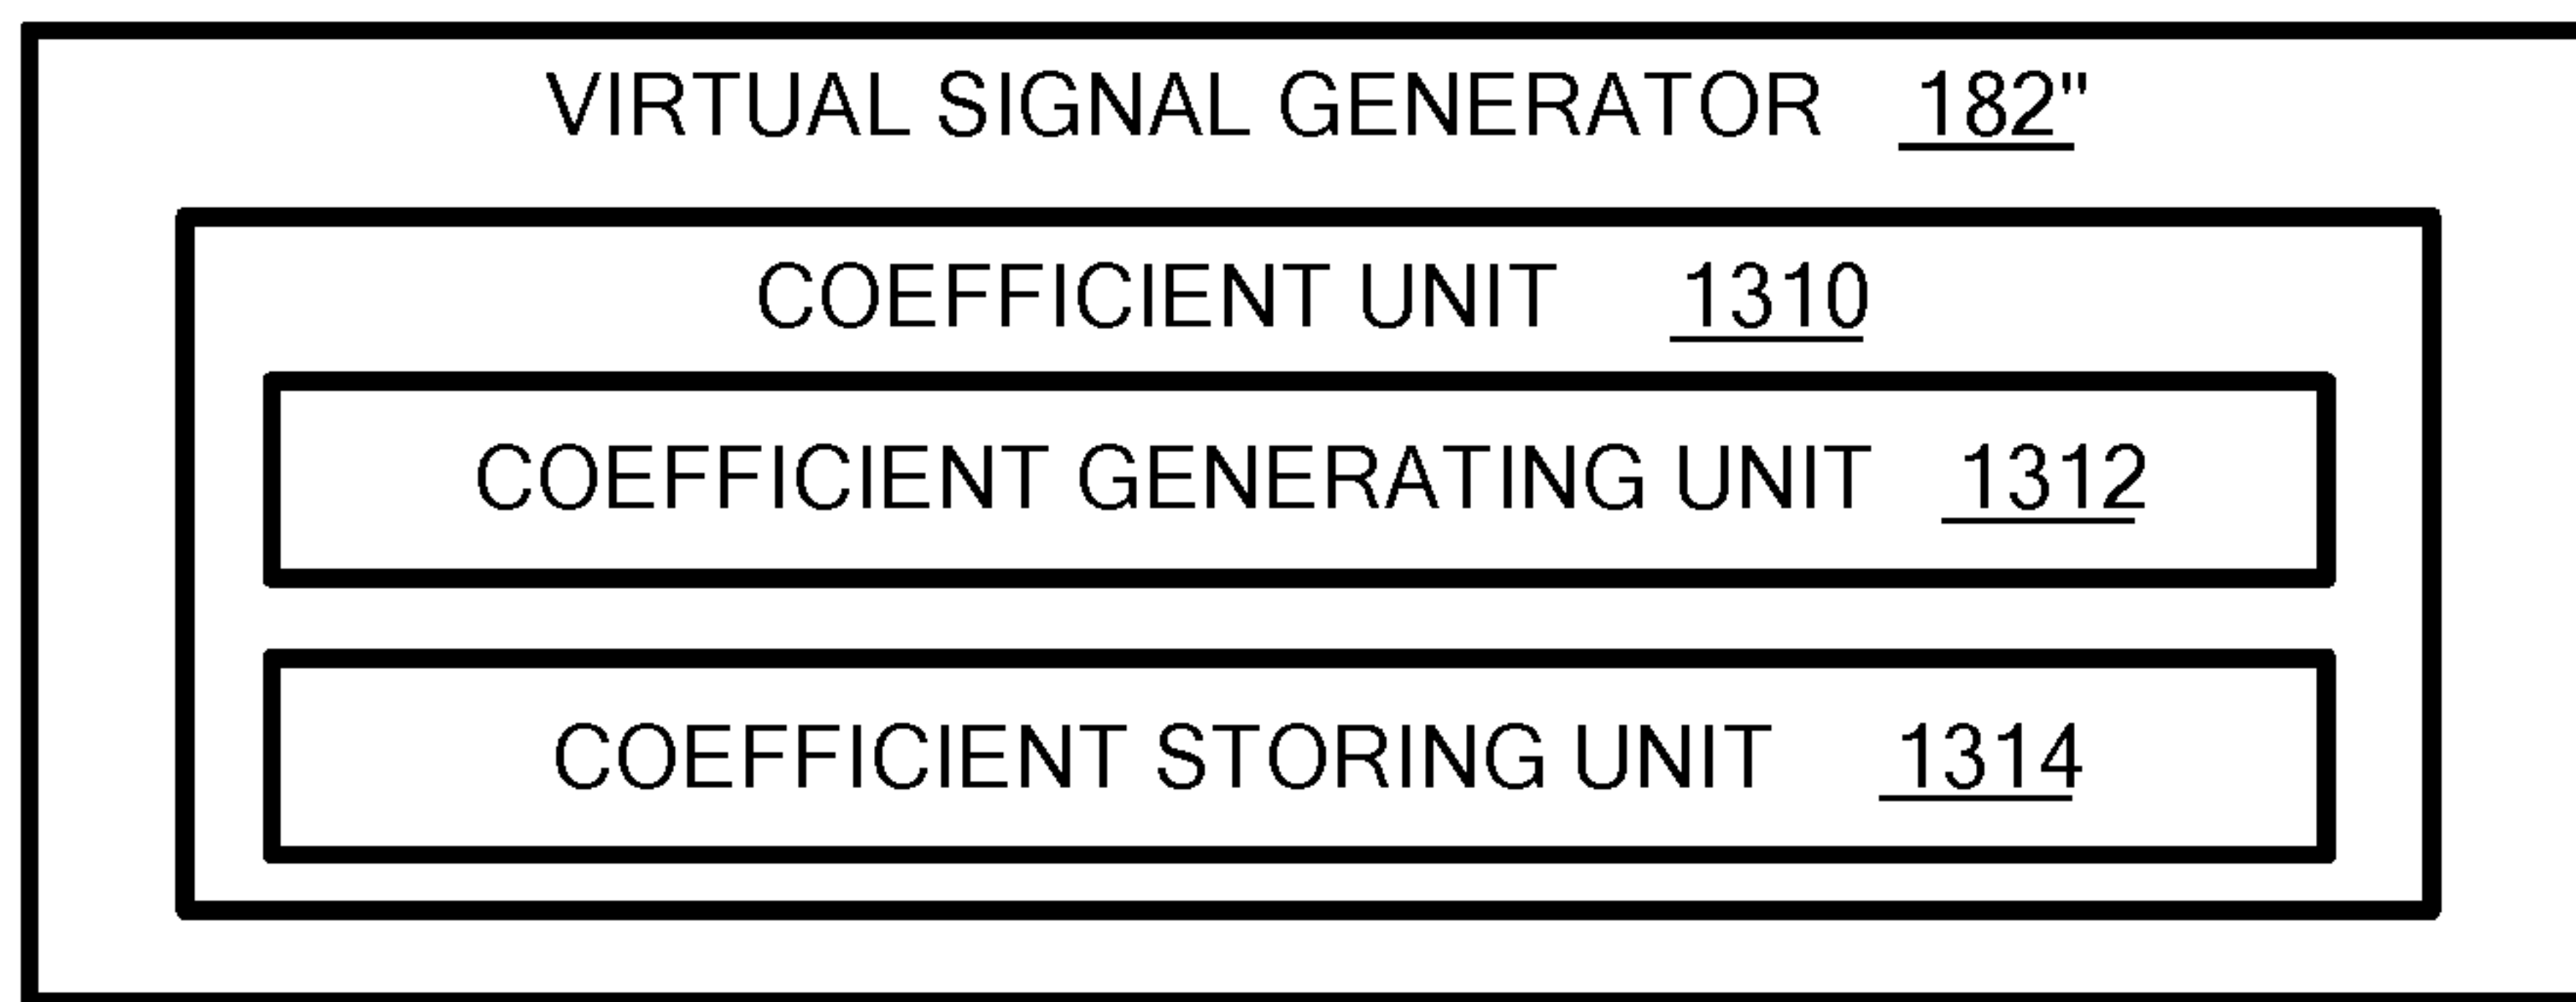 VIRTUAL SIGNAL GENERATOR 182"
COEFFICIENT UNIT 1310
COEFFICIENT GENERATING UNIT 1312
COEFFICIENT STORING UNIT 1314